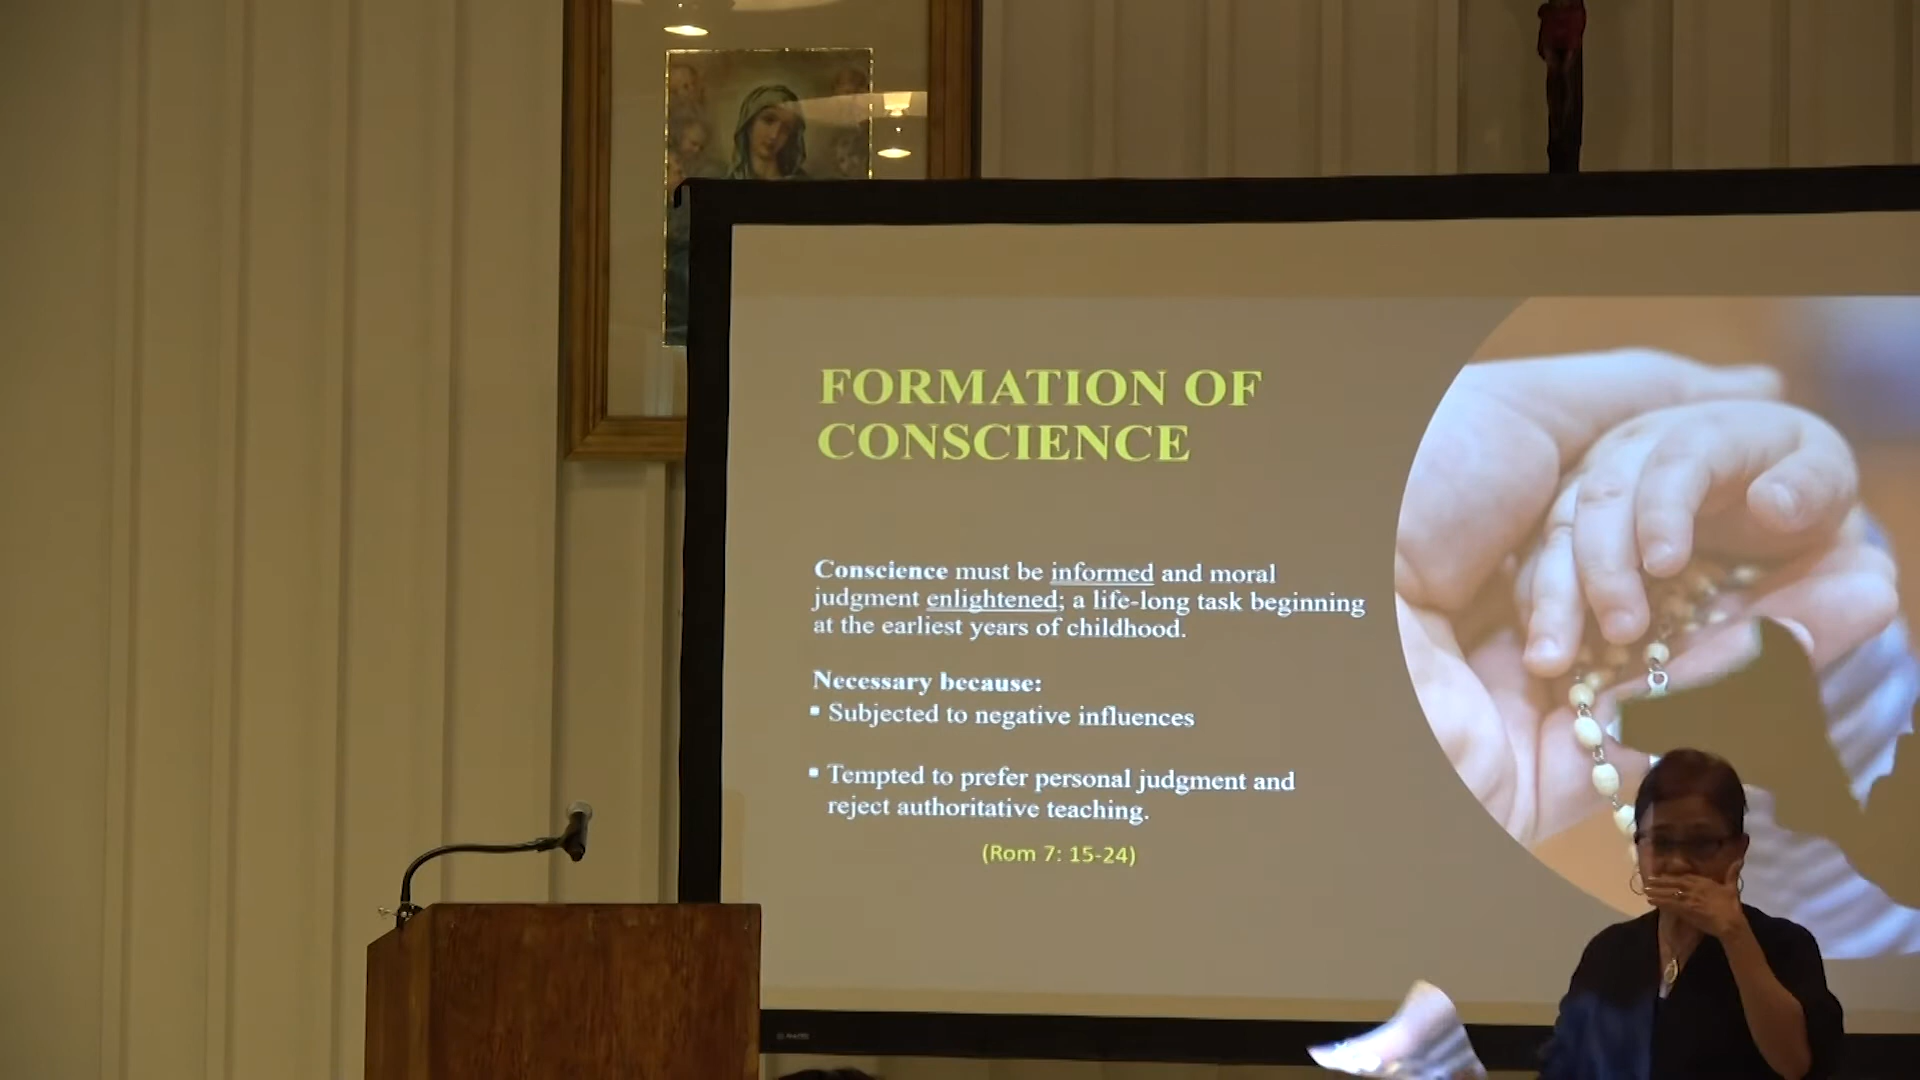 FORMATION OF
CONSCIENCE
Conscience must be informed and moral
judgment enlightened; a life-long task beginning
at the earliest years of childhood.
Necessary because:
▪ Subjected to negative influences
▪ Tempted to prefer personal judgment and
reject authoritative teaching.
(Rom 7: 15-24)